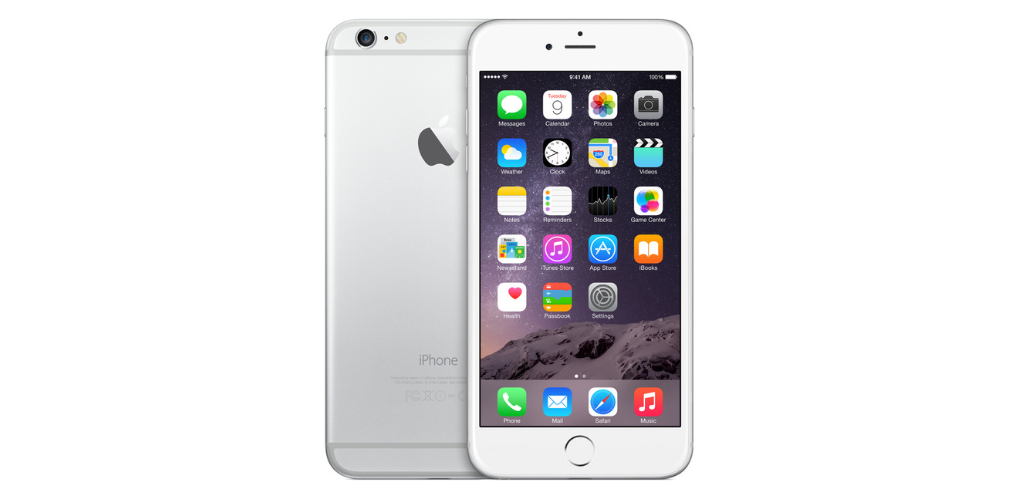 iPhone
9:41 AM
100%
Tuesday
9
Messages
Calendar
Photos
Camera
Weather
Clock
Maps
Videos
Notes
Reminders
Stocks
Game Center
Newsstand
iTunes Store
App Store
iBooks
Health
Passbook
Settings
Phone
Mail
Safari
Music